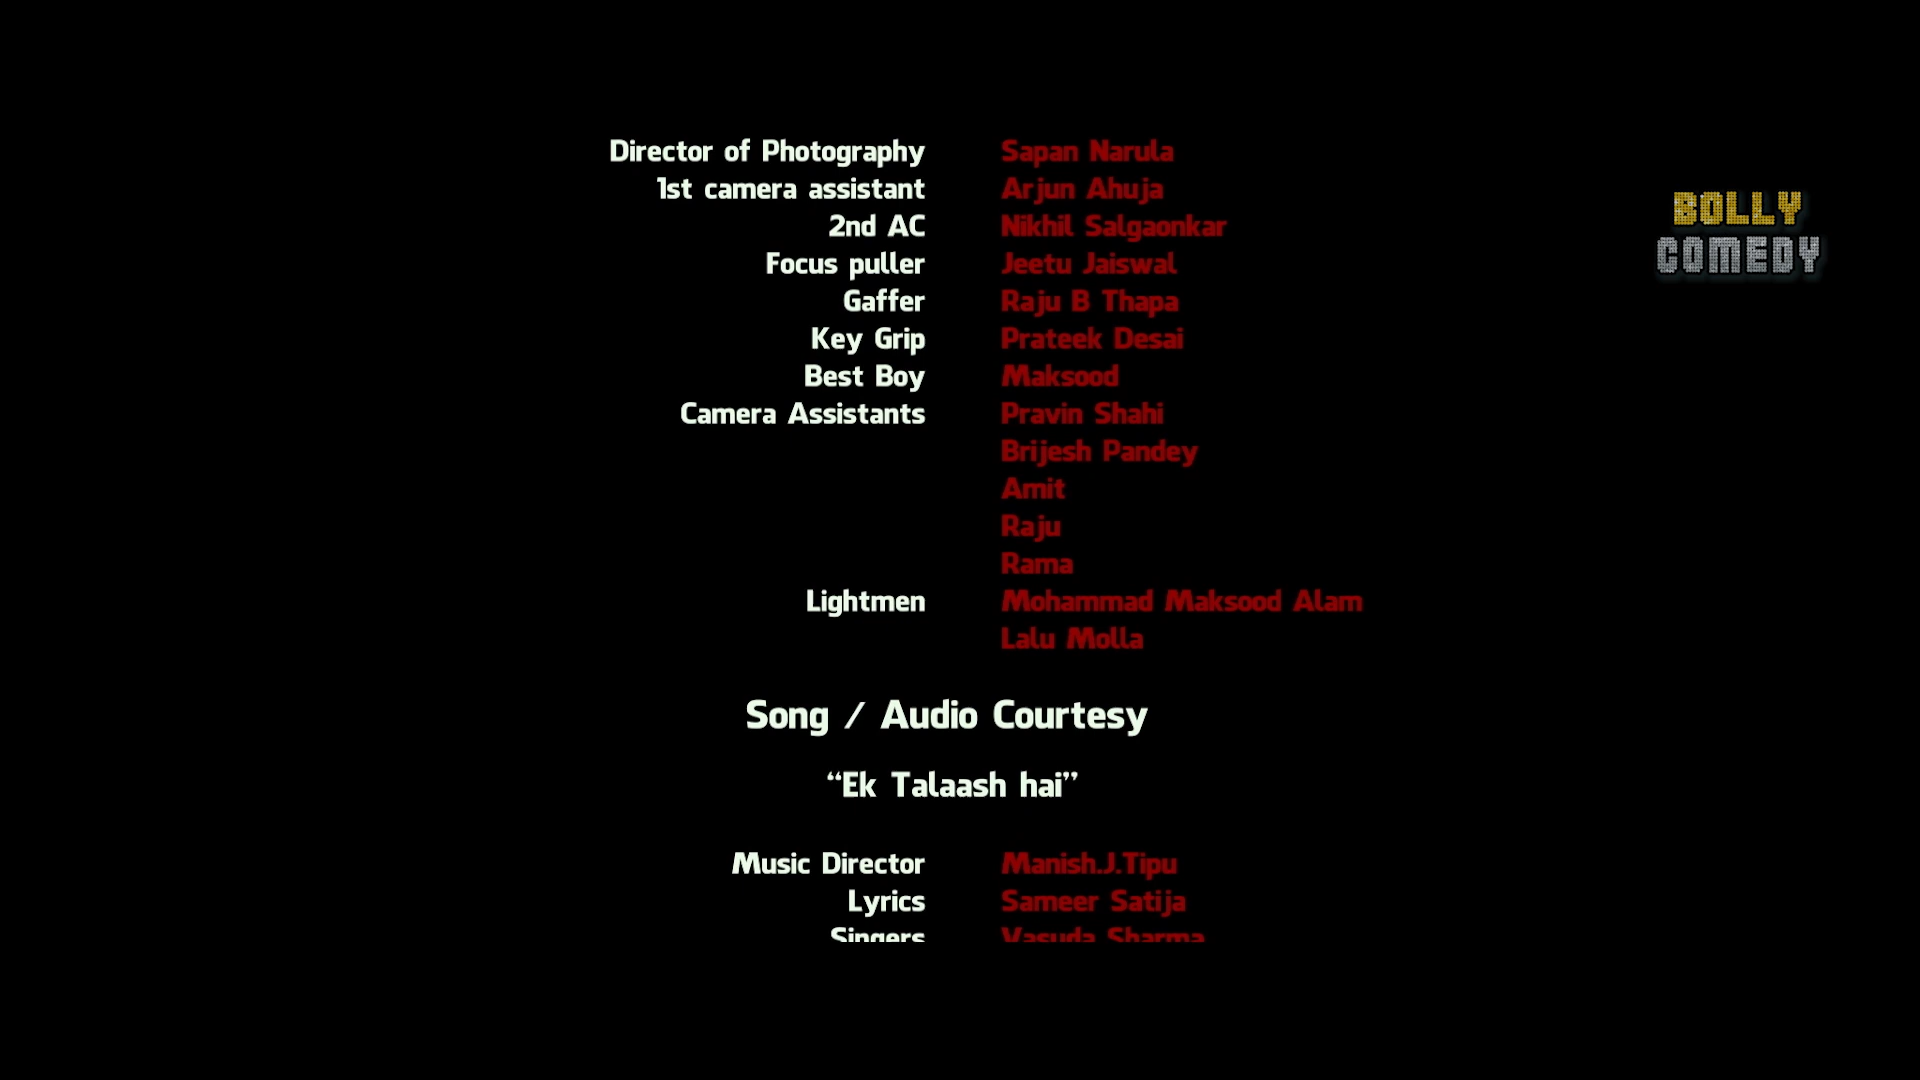 Director of Photography Sapan Narula
1st camera assistant Arjun Ahuja
2nd AC Nikhil Salgaonkar
Focus puller Jeetu Jaiswal
Gaffer Raju B Thapa
Key Grip Prateek Desai
Best Boy Maksood
Camera Assistants Pravin Shahi
Brijesh Pandey
Amit
Raju
Rama
Lightmen Mohammad Maksood Alam
Lalu Molla
Song / Audio Courtesy
“Ek Talaash hai”
Music Director Manish.J.Tipu
Lyrics Sameer Satija
Singers Vasuda Sharma
BOLLY
COMEDY